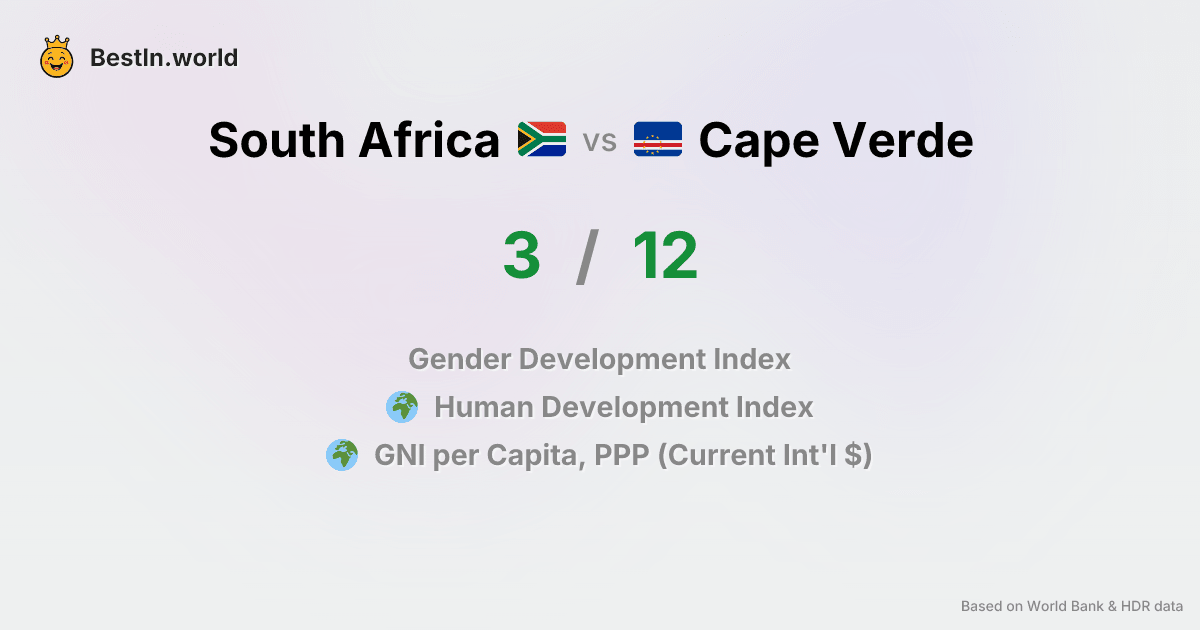 BestIn.world
South Africa vs Cape Verde
3 / 12
Gender Development Index
Human Development Index
GNI per Capita, PPP (Current Int'l $)
Based on World Bank & HDR data